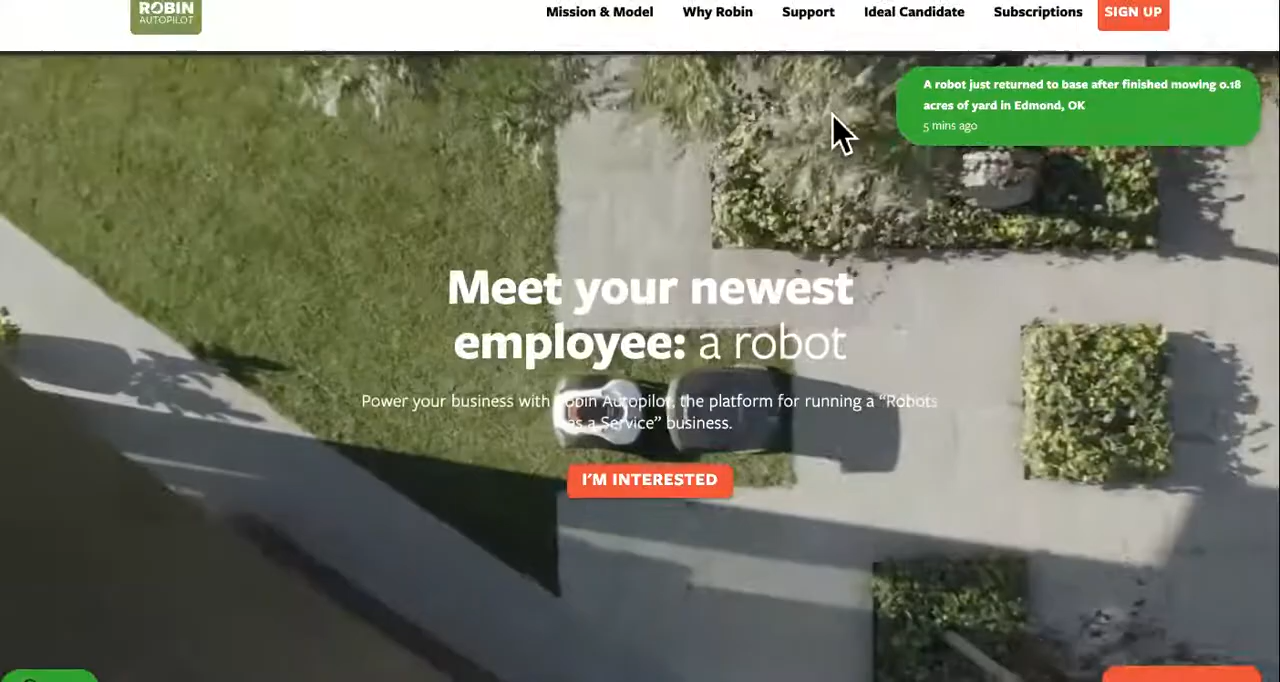 ROBIN
AUTOPILOT
Mission & Model
Why Robin
Support
Ideal Candidate
Subscriptions
SIGN UP
A robot just returned to base after finished mowing 0.18
acres of yard in Edmond, OK
5 mins ago
Meet your newest
employee: a robot
Power your business with Robin Autopilot, the platform for running a “Robots
as a Service” business.
I'M INTERESTED